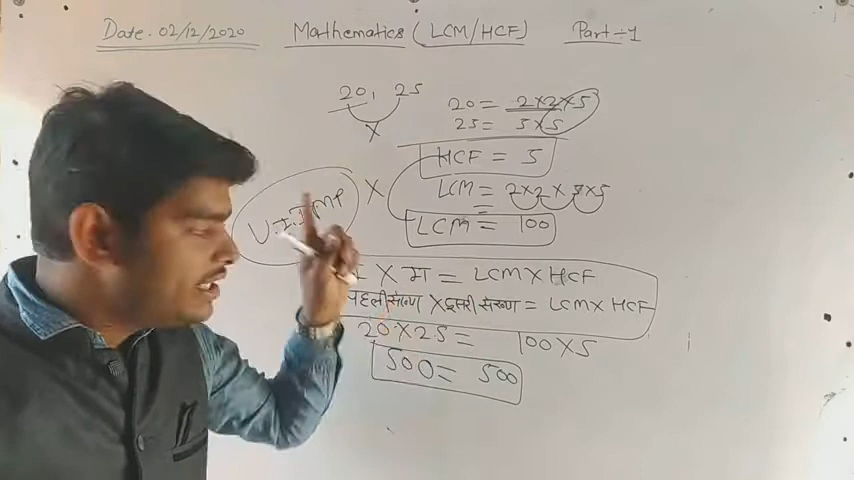 Date. 02/12/2020 Mathematics (LCM/HCF) Part-1
20, 25
X
20 = 2×2×5
25 = 5×5
HCF = 5
LCM = 2×2×5×5
LCM = 100
V.I.IMP X
X म = LCM X HCF
पहली संख्या X दूसरी संख्या = LCM X HCF
20 X 25 = 100 X 5
500 = 500